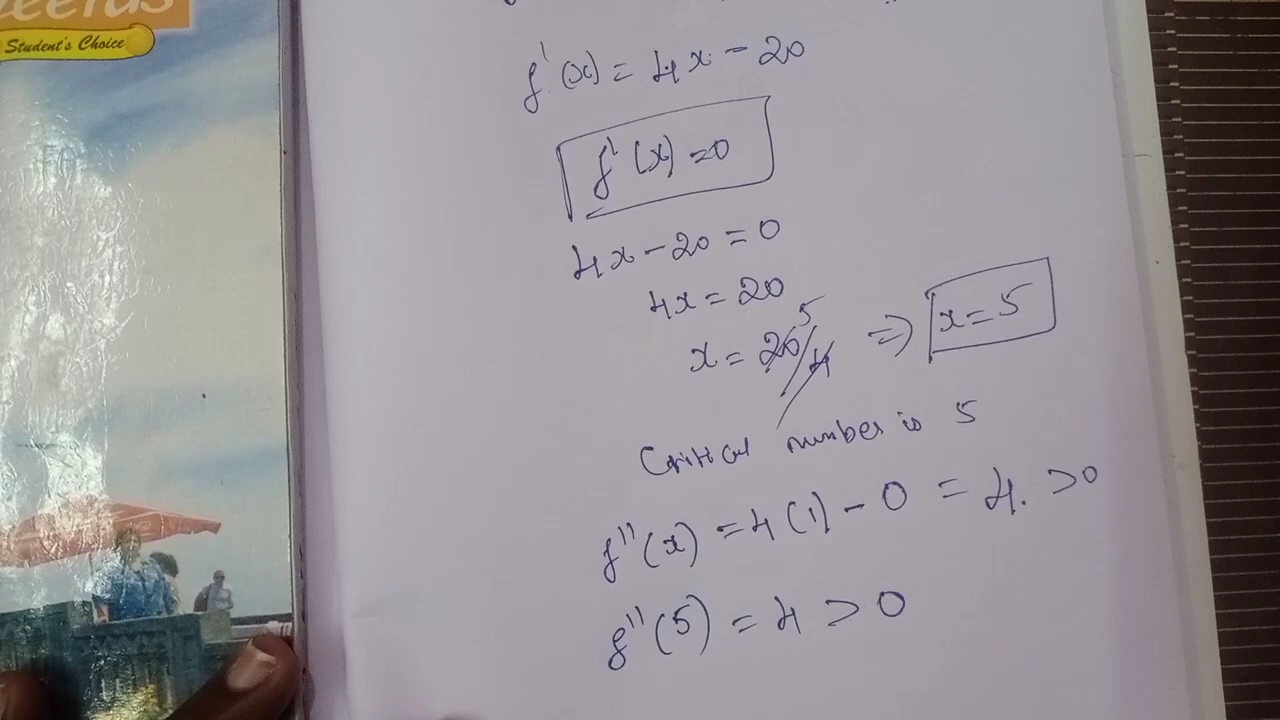 Student's Choice
f'(x) = 4x - 20
f'(x) = 0
4x - 20 = 0
4x = 20
x = 20/4 5 => x = 5
Critical number is 5
f''(x) = 4(1) - 0 = 4. > 0
f''(5) = 4 > 0